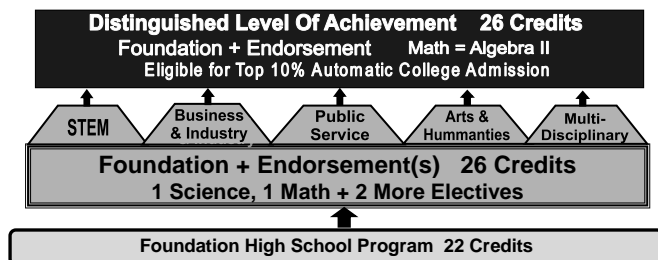 Distinguished Level Of Achievement 26 Credits
Foundation + Endorsement Math = Algebra II
Eligible for Top 10% Automatic College Admission
STEM
Business
& Industry
Public
Service
Arts &
Hummanties
Multi-
Disciplinary
Foundation + Endorsement(s) 26 Credits
1 Science, 1 Math + 2 More Electives
Foundation High School Program 22 Credits